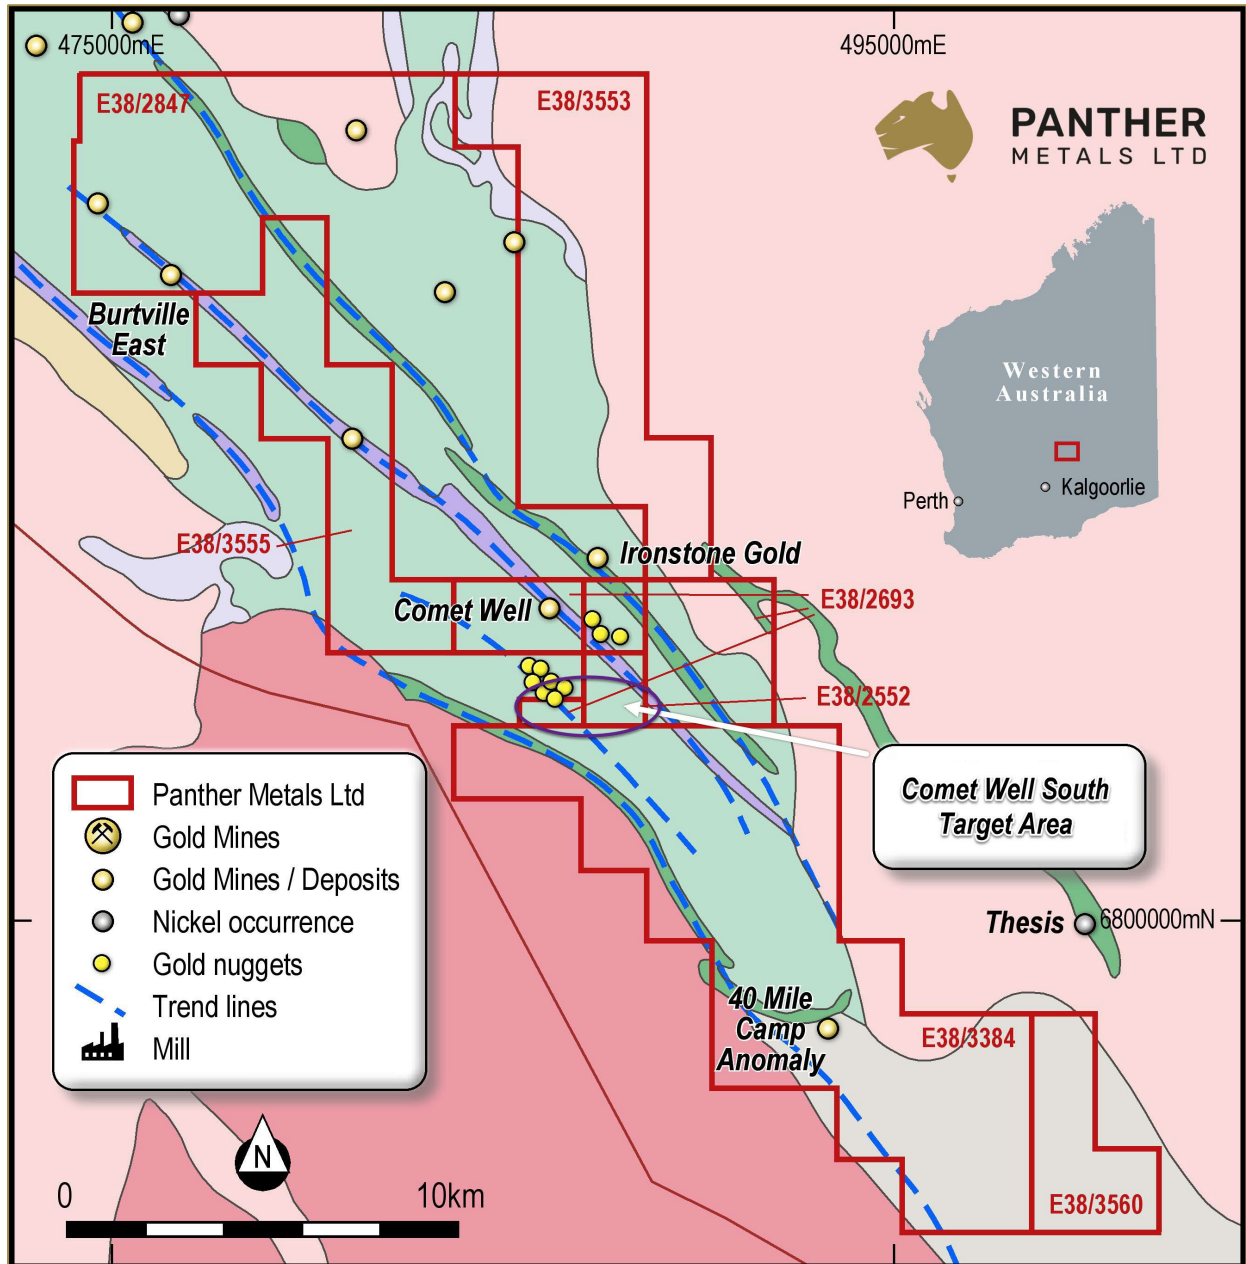 475000mE
495000mE
E38/2847
E38/3553
PANTHER
METALS LTD
Burtville
East
Western
Australia
Perth
Kalgoorlie
E38/3555
Ironstone Gold
Comet Well
E38/2693
E38/2552
Comet Well South
Target Area
Panther Metals Ltd
Gold Mines
Gold Mines / Deposits
Nickel occurrence
Gold nuggets
Trend lines
Mill
Thesis
6800000mN
40 Mile
Camp
Anomaly
E38/3384
E38/3560
N
0
10km